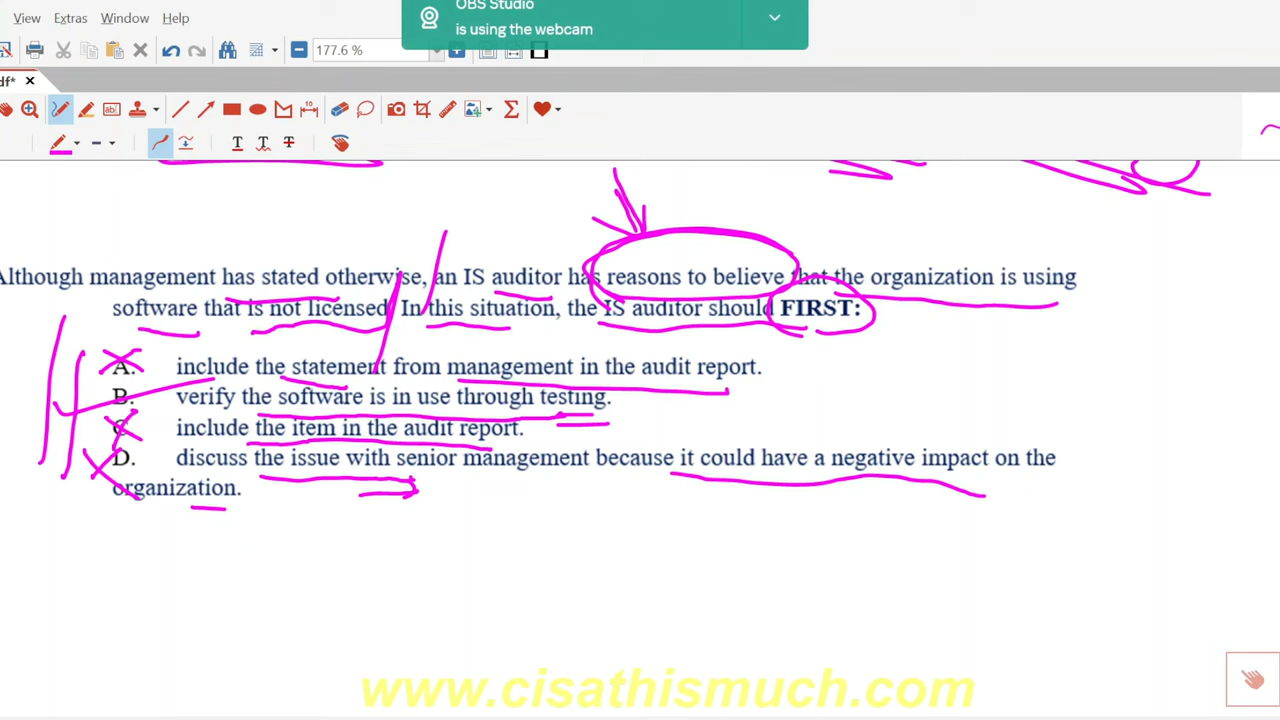 OBS Studio
is using the webcam
View Extras Window Help
177.6 %
df* ×
Although management has stated otherwise, an IS auditor has reasons to believe that the organization is using
software that is not licensed. In this situation, the IS auditor should FIRST:
A. include the statement from management in the audit report.
B. verify the software is in use through testing.
C. include the item in the audit report.
D. discuss the issue with senior management because it could have a negative impact on the
organization.
www.cisathismuch.com